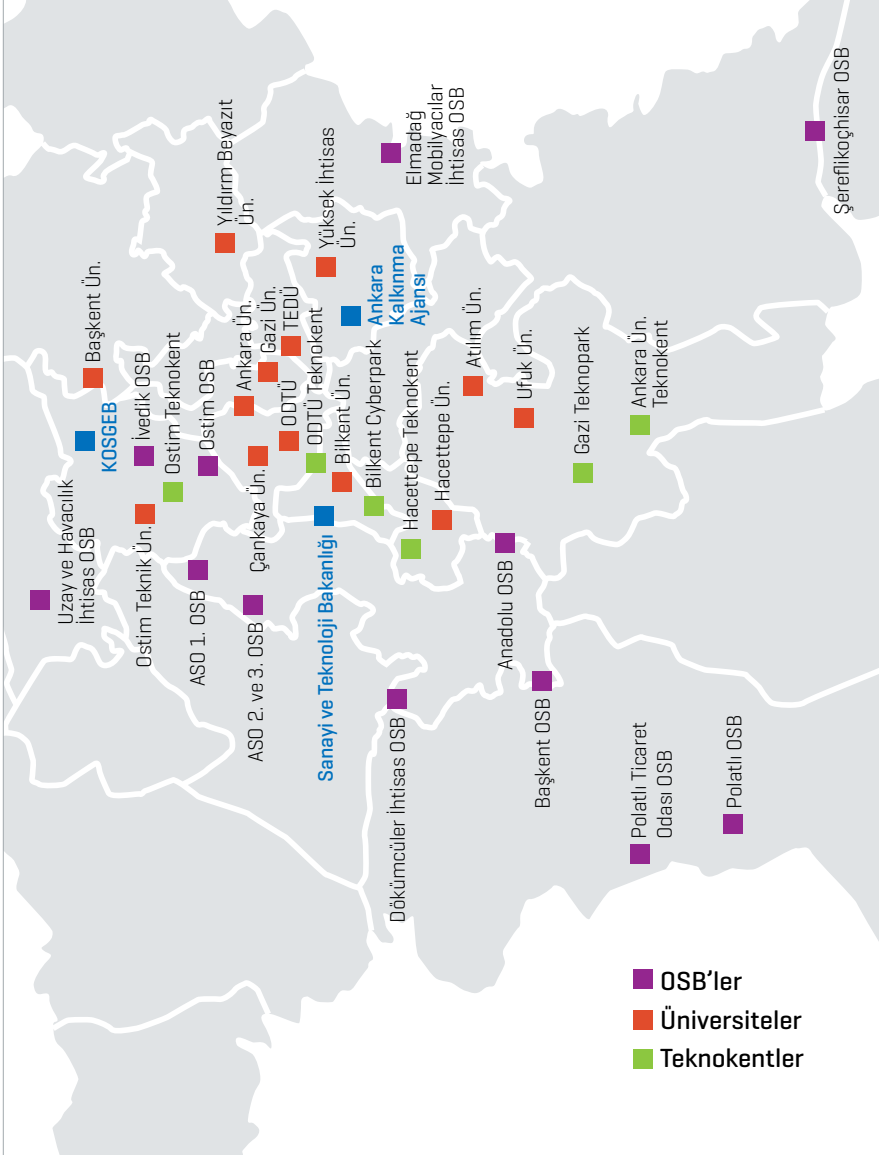 Uzay ve Havacılık
İhtisas OSB
KOSGEB
Başkent Ün.
İvedik OSB
Ostim Teknik Ün.
Ostim Teknokent
Ostim OSB
ASO 1. OSB
Yıldırm Beyazıt
Ün.
Ankara Ün.
Çankaya Ün.
Gazi Ün.
ASO 2. ve 3. OSB
TEDÜ
ODTÜ
ODTÜ Teknokent
Yüksek İhtisas
Ün.
Sanayi ve Teknoloji Bakanlığı
Bilkent Ün.
Ankara
Kalkınma
Ajansı
Bilkent Cyberpark
Elmadağ
Mobilyacılar
İhtisas OSB
Dökümcüler İhtisas OSB
Hacettepe Teknokent
Hacettepe Ün.
Atılım Ün.
Anadolu OSB
Ufuk Ün.
Başkent OSB
Gazi Teknopark
Ankara Ün.
Teknokent
Polatlı Ticaret
Odası OSB
Polatlı OSB
Şereflikoçhisar OSB
OSB'ler
Üniversiteler
Teknokentler